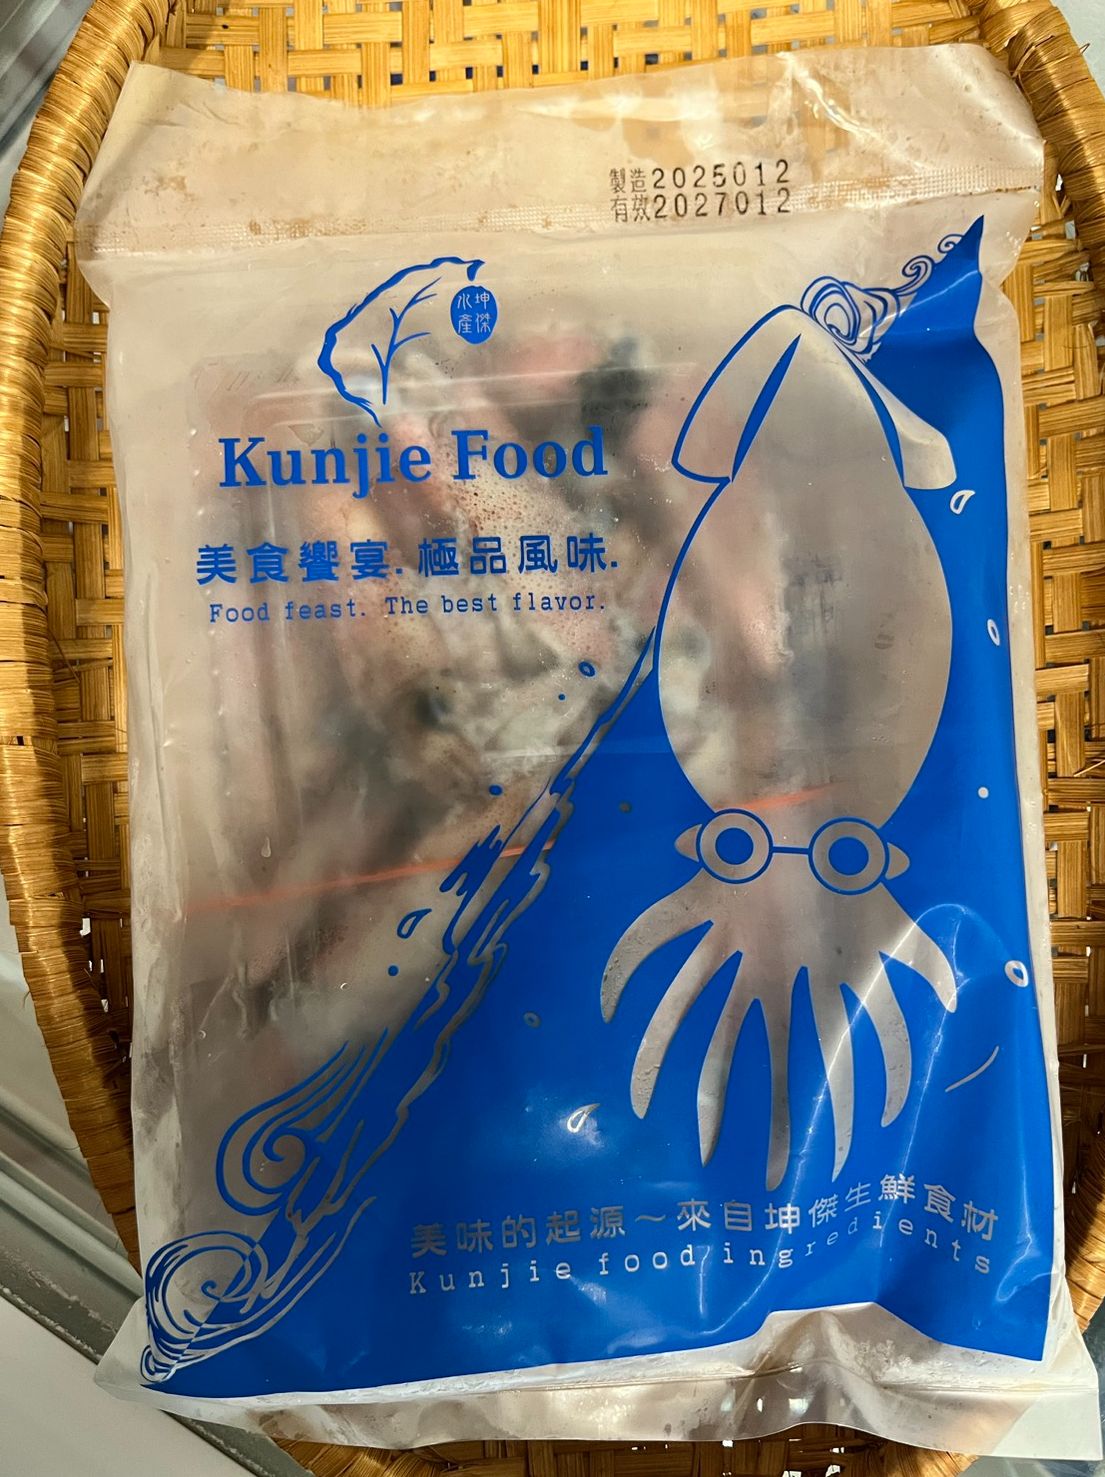 製造2025012
有效2027012
坤傑
水產
Kunjie Food
美食饗宴.極品風味.
Food feast. The best flavor.
美味的起源～來自坤傑生鮮食材
Kunjie food ingredients